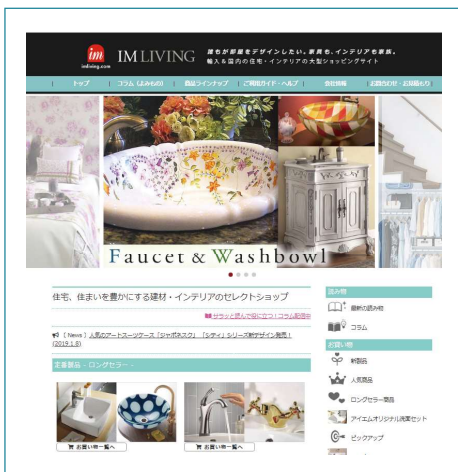 im
imliving.com
IM LIVING
誰もが部屋をデザインしたい。家具も、インテリアも家族。
輸入&国内の住宅・インテリアの大型ショッピングサイト
トップ
コラム（よみもの）
商品ラインナップ
ご利用ガイド・ヘルプ
会社情報
お問合わせ・お見積もり
Faucet & Washbowl
住宅、住まいを豊かにする建材・インテリアのセレクトショップ
サラッと読んで役に立つ！コラム配信中
[ News ] 人気のアートスーツケース「ジャポネスク」「シティ」シリーズ新デザイン発売！
(2019.1.8)
定番製品 - ロングセラー -
お買い物一覧へ
お買い物一覧へ
読み物
最新の読み物
コラム
お買い物
新製品
人気商品
ロングセラー商品
アイエムオリジナル洗面セット
ピックアップ